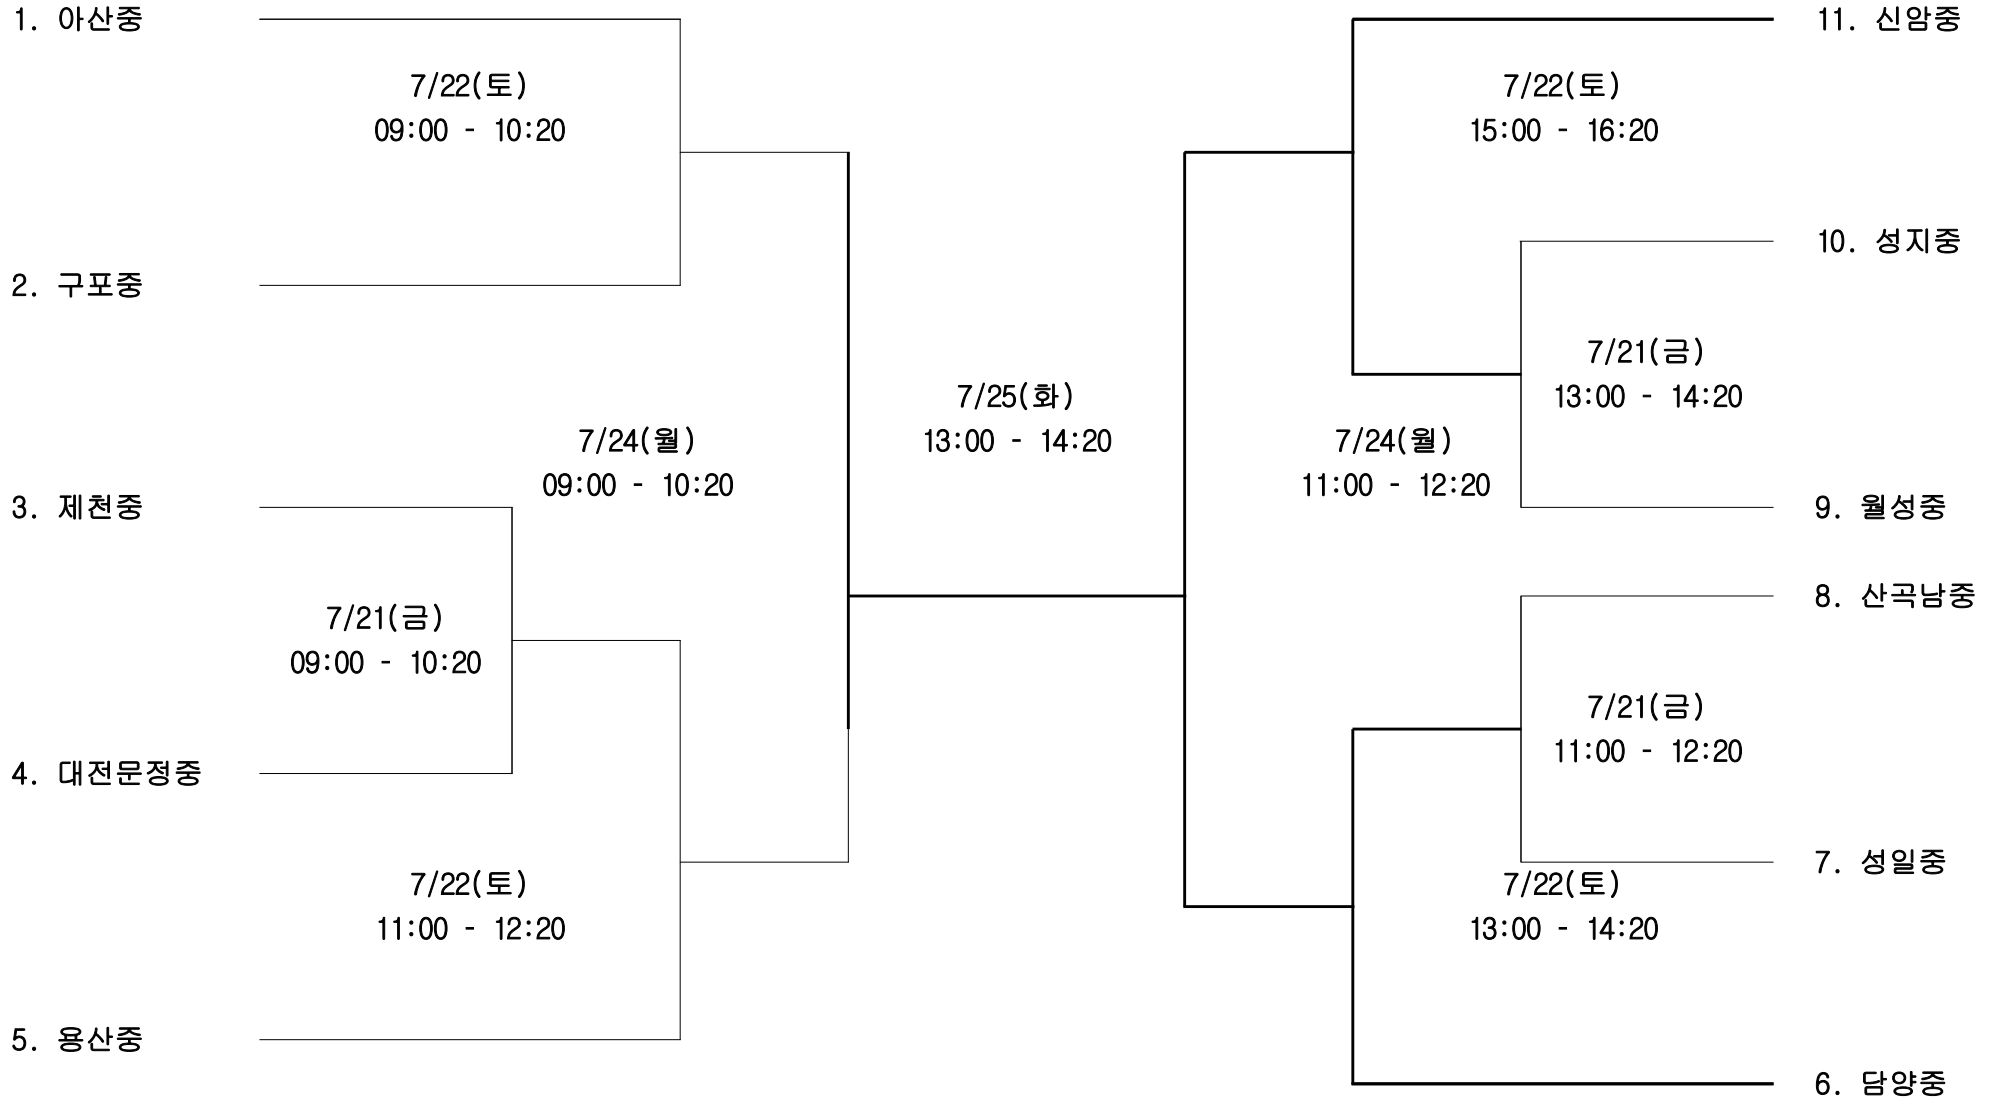 1. 아산중
11. 신암중
7/22(토)
09:00 - 10:20
7/22(토)
15:00 - 16:20
2. 구포중
10. 성지중
7/21(금)
13:00 - 14:20
7/25(화)
13:00 - 14:20
7/24(월)
09:00 - 10:20
7/24(월)
11:00 - 12:20
3. 제천중
9. 월성중
8. 산곡남중
7/21(금)
09:00 - 10:20
7/21(금)
11:00 - 12:20
4. 대전문정중
7. 성일중
7/22(토)
11:00 - 12:20
7/22(토)
13:00 - 14:20
5. 용산중
6. 담양중